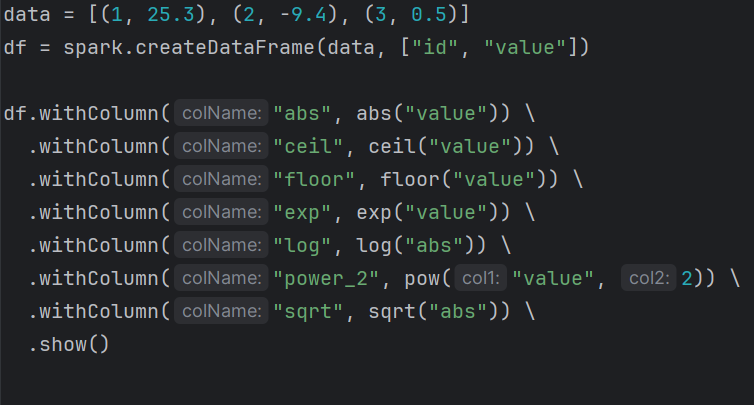 data = [(1, 25.3), (2, -9.4), (3, 0.5)]
df = spark.createDataFrame(data, ["id", "value"])
df.withColumn( colName: "abs", abs("value")) \
.withColumn( colName: "ceil", ceil("value")) \
.withColumn( colName: "floor", floor("value")) \
.withColumn( colName: "exp", exp("value")) \
.withColumn( colName: "log", log("abs")) \
.withColumn( colName: "power_2", pow( col1: "value", col2: 2)) \
.withColumn( colName: "sqrt", sqrt("abs")) \
.show()